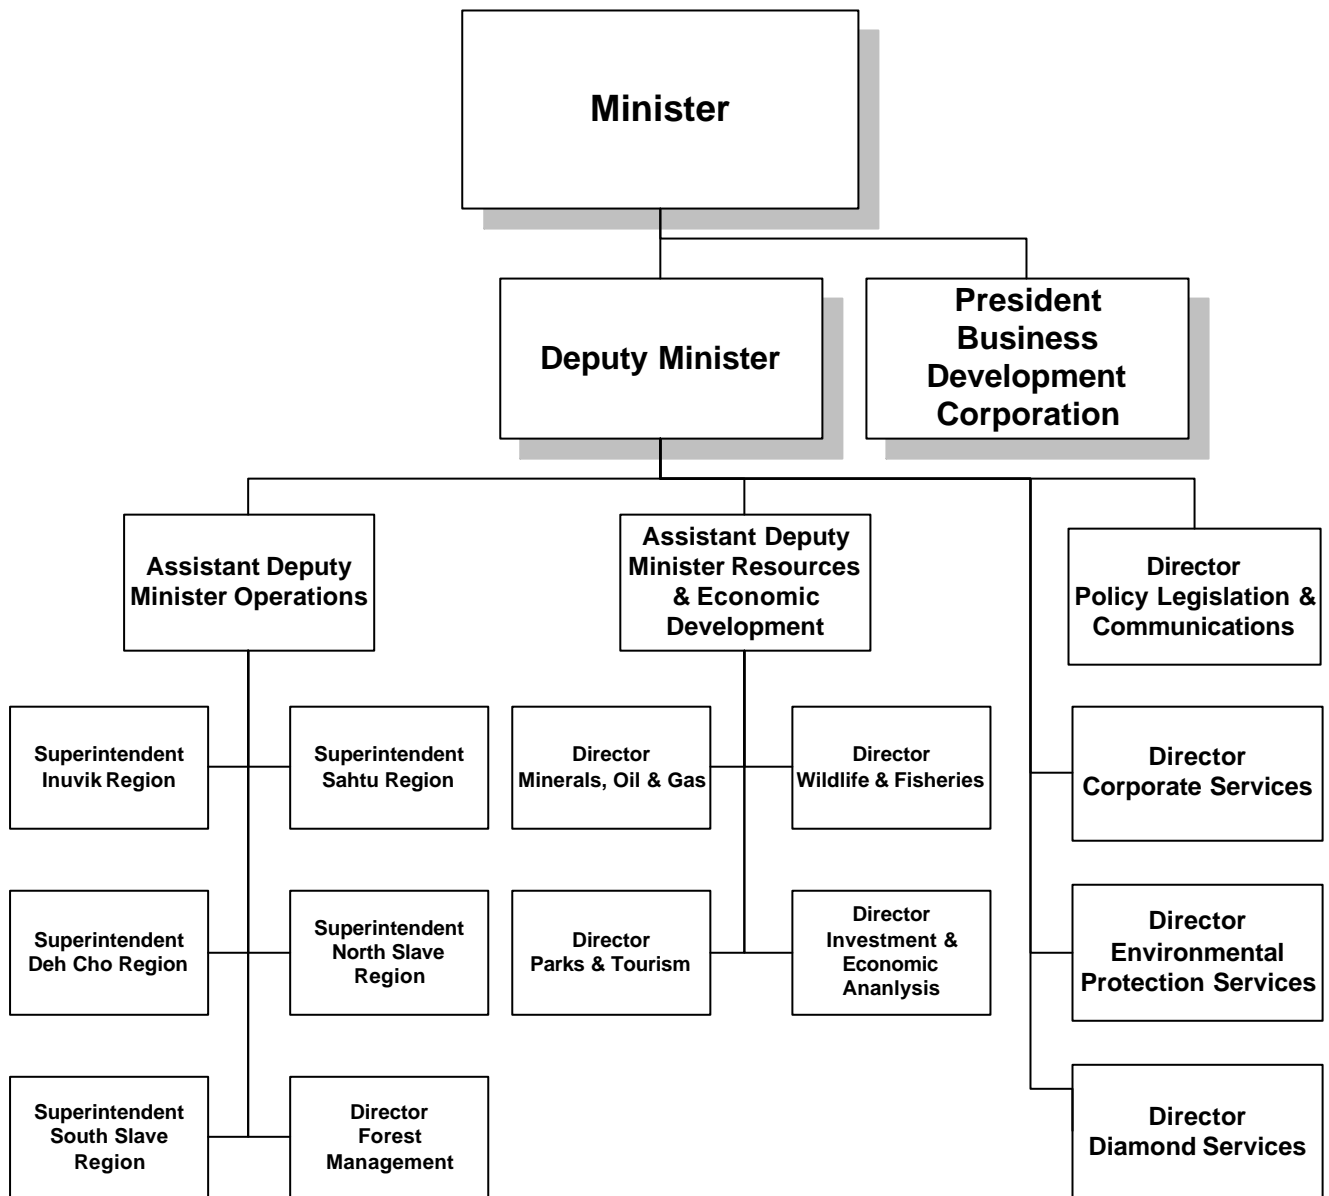 Minister
Deputy Minister
President
Business
Development
Corporation
Assistant Deputy
Minister Operations
Assistant Deputy
Minister Resources
& Economic
Development
Director
Policy Legislation &
Communications
Superintendent
Inuvik Region
Superintendent
Sahtu Region
Director
Minerals, Oil & Gas
Director
Wildlife & Fisheries
Director
Corporate Services
Superintendent
Deh Cho Region
Superintendent
North Slave
Region
Director
Parks & Tourism
Director
Investment &
Economic
Ananlysis
Director
Environmental
Protection Services
Superintendent
South Slave
Region
Director
Forest
Management
Director
Diamond Services